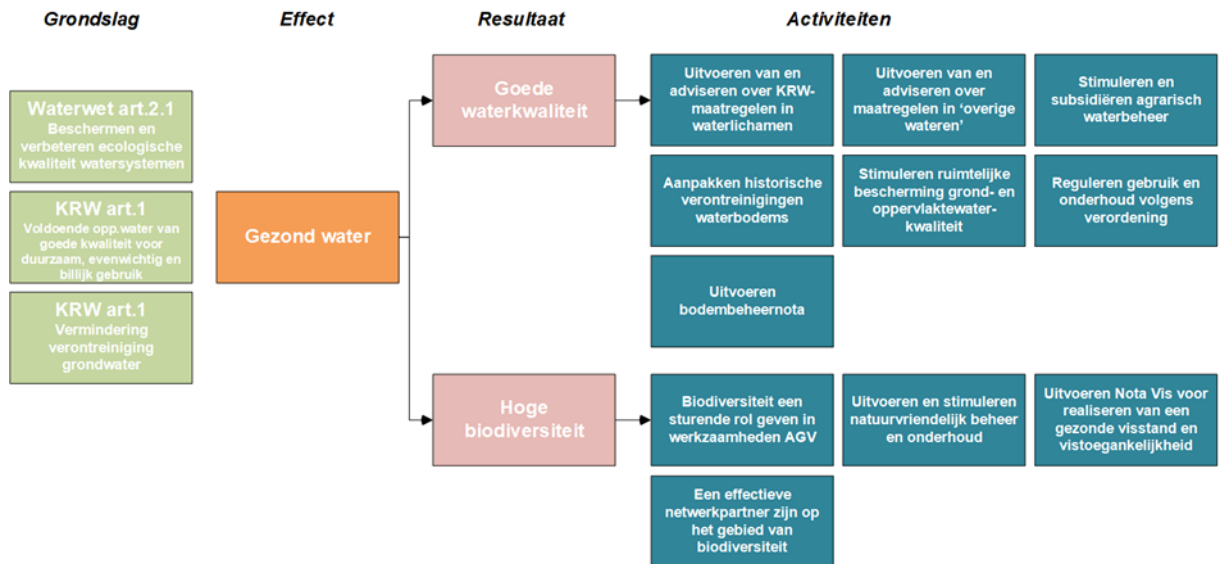 Grondslag
Effect
Resultaat
Activiteiten
Waterwet art.2.1
Beschermen en
verbeteren ecologische
kwaliteit watersystemen
KRW art.1
Voldoende opp.water van
goede kwaliteit voor
duurzaam, evenwichtig en
billijk gebruik
KRW art.1
Vermindering
verontreiniging
grondwater
Gezond water
Goede
waterkwaliteit
Uitvoeren van en
adviseren over KRW-
maatregelen in
waterlichamen
Uitvoeren van en
adviseren over
maatregelen in ‘overige
wateren’
Stimuleren en
subsidiëren agrarisch
waterbeheer
Aanpakken historische
verontreinigingen
waterbodems
Stimuleren ruimtelijke
bescherming grond- en
oppervlaktewater-
kwaliteit
Reguleren gebruik en
onderhoud volgens
verordening
Uitvoeren
bodembeheernota
Hoge
biodiversiteit
Biodiversiteit een
sturende rol geven in
werkzaamheden AGV
Uitvoeren en stimuleren
natuurvriendelijk beheer
en onderhoud
Uitvoeren Nota Vis voor
realiseren van een
gezonde visstand en
vistoegankelijkheid
Een effectieve
netwerkpartner zijn op
het gebied van
biodiversiteit